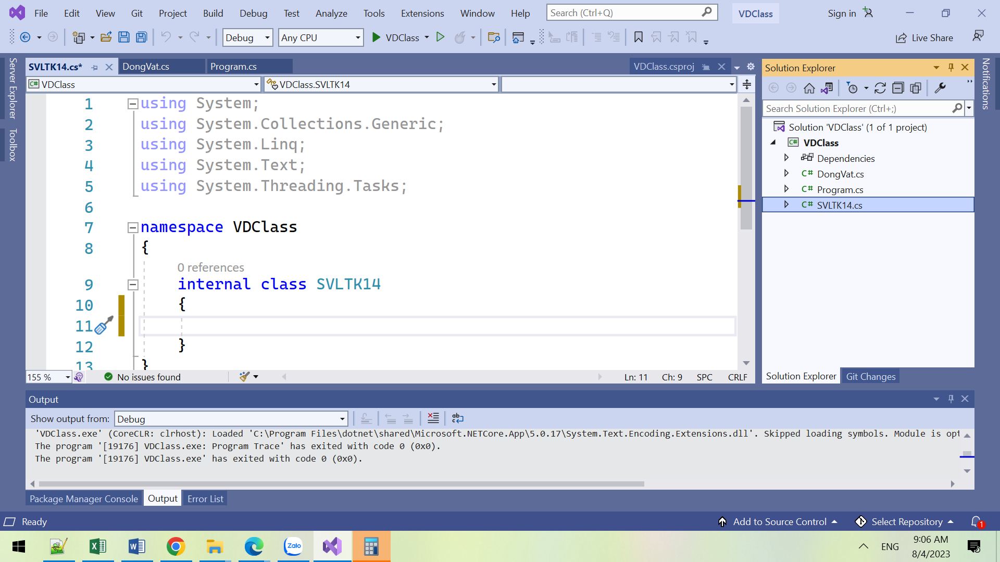 File Edit View Git Project Build Debug Test Analyze Tools Extensions Window Help Search (Ctrl+Q) VDClass Sign in
Debug Any CPU VDClass Live Share
SVLTK14.cs* DongVat.cs Program.cs VDClass.csproj
VDClass VDClass.SVLTK14
1 using System;
2 using System.Collections.Generic;
3 using System.Linq;
4 using System.Text;
5 using System.Threading.Tasks;
6
7 namespace VDClass
8 {
0 references
9 internal class SVLTK14
10 {
11
12 }
13 }
155 % No issues found Ln: 11 Ch: 9 SPC CRLF
Server Explorer
Toolbox
Solution Explorer
Search Solution Explorer (Ctrl+;)
Solution 'VDClass' (1 of 1 project)
C# VDClass
Dependencies
C# DongVat.cs
C# Program.cs
C# SVLTK14.cs
Solution Explorer Git Changes
Notifications
Output
Show output from: Debug
'VDClass.exe' (CoreCLR: clrhost): Loaded 'C:\Program Files\dotnet\shared\Microsoft.NETCore.App\5.0.17\System.Text.Encoding.Extensions.dll'. Skipped loading symbols. Module is opt
The program '[19176] VDClass.exe: Program Trace' has exited with code 0 (0x0).
The program '[19176] VDClass.exe' has exited with code 0 (0x0).
Package Manager Console Output Error List
Ready Add to Source Control Select Repository 1
Zalo ENG 9:06 AM
8/4/2023